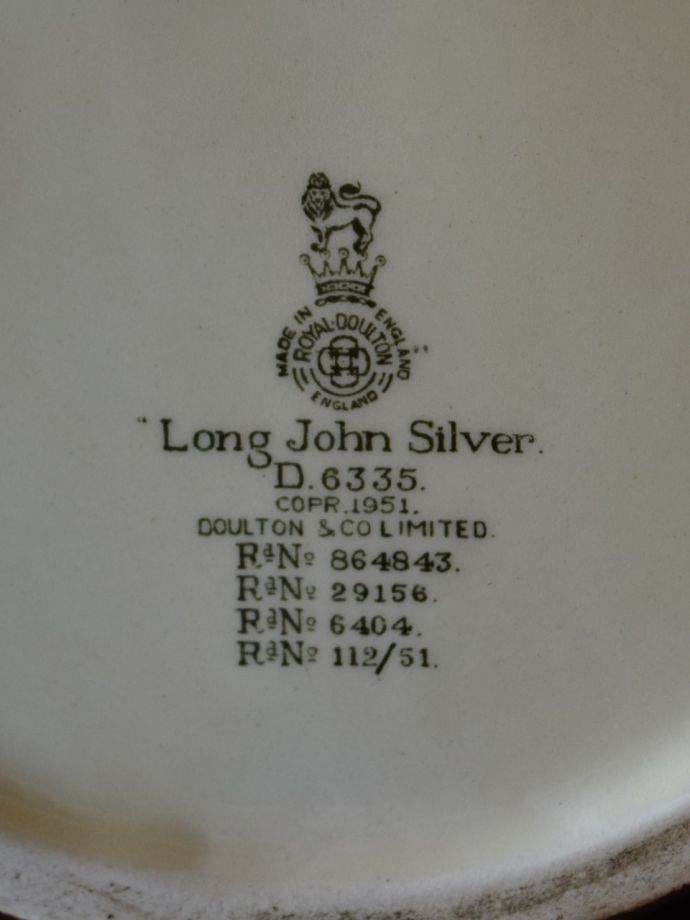 MADE IN ENGLAND
ROYAL·DOULTON
ENGLAND
"Long John Silver."
D.6335.
COPR.1951.
DOULTON & CO LIMITED.
RᵈNº 864843.
RᵈNº 29156.
RᵈNº 6404.
RᵈNº 112/51.